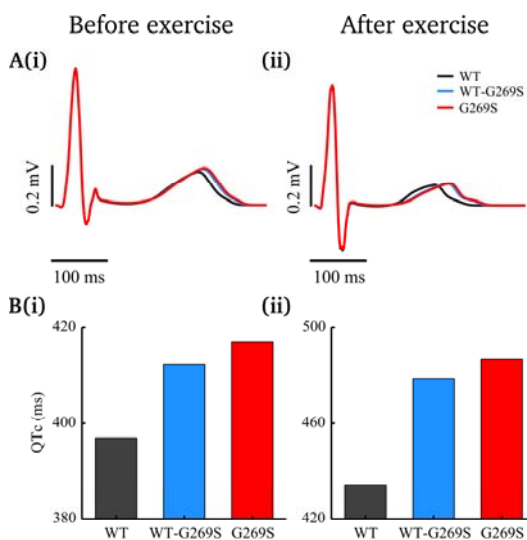 Before exercise
After exercise
A(i)
(ii)
WT
WT-G269S
G269S
0.2 mV
0.2 mV
100 ms
100 ms
B(i)
(ii)
420
400
380
QTc (ms)
WT
WT-G269S
G269S
500
460
420
WT
WT-G269S
G269S